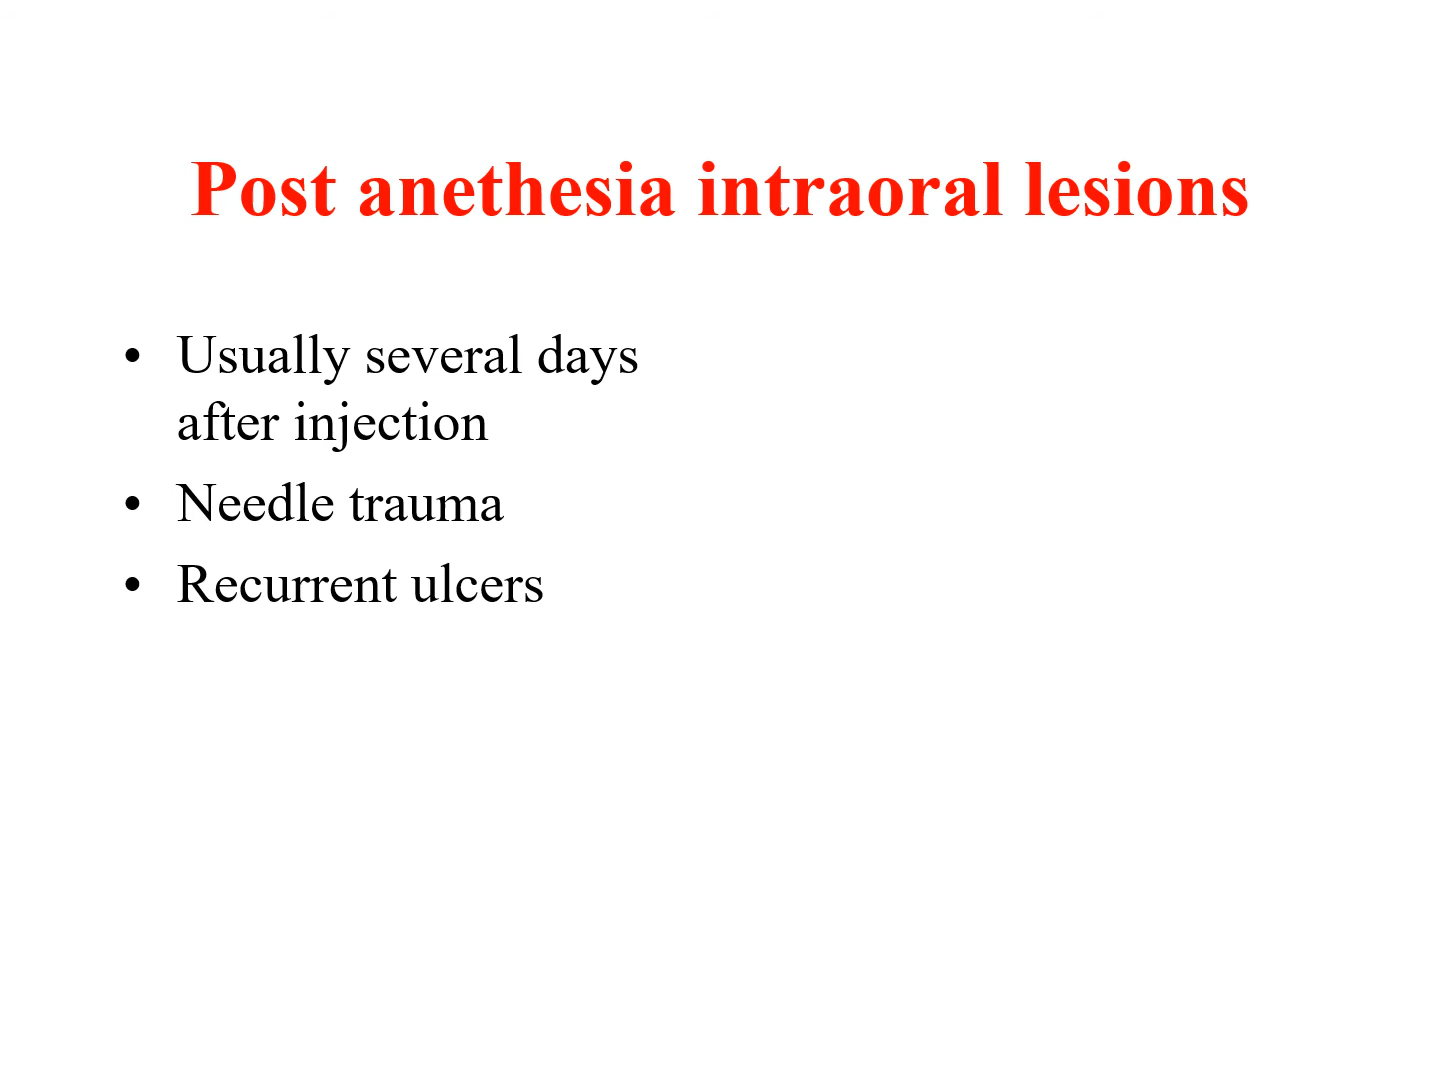 Post anethesia intraoral lesions
• Usually several days
after injection
• Needle trauma
• Recurrent ulcers